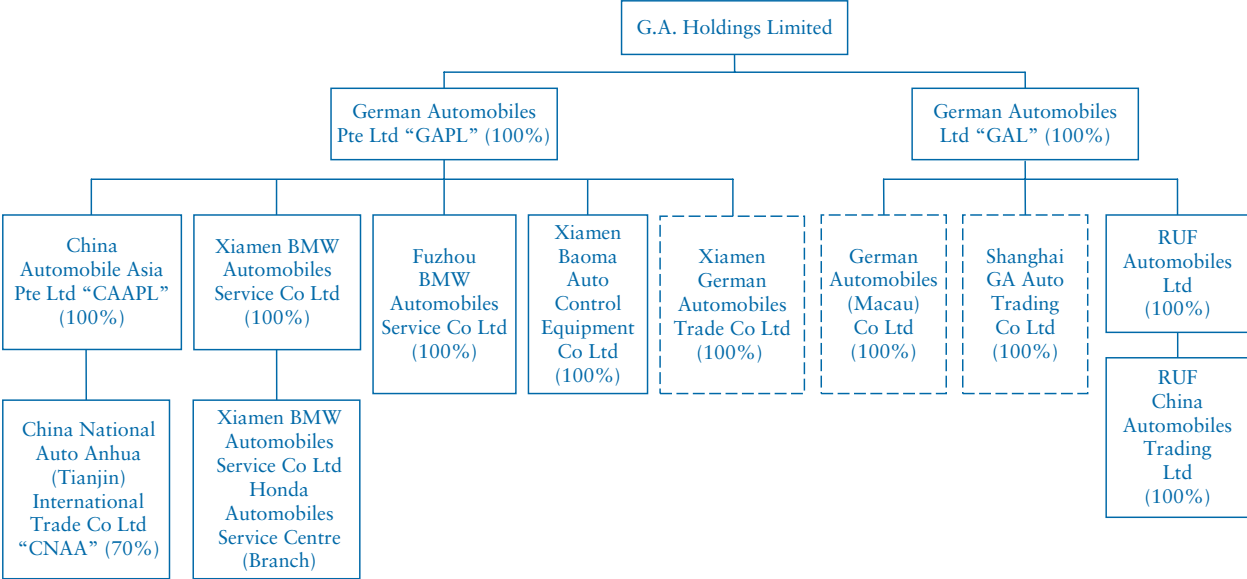 G.A. Holdings Limited
German Automobiles
Pte Ltd “GAPL” (100%)
German Automobiles
Ltd “GAL” (100%)
China
Automobile Asia
Pte Ltd “CAAPL”
(100%)
Xiamen BMW
Automobiles
Service Co Ltd
(100%)
Fuzhou
BMW
Automobiles
Service Co Ltd
(100%)
Xiamen
Baoma
Auto
Control
Equipment
Co Ltd
(100%)
Xiamen
German
Automobiles
Trade Co Ltd
(100%)
German
Automobiles
(Macau)
Co Ltd
(100%)
Shanghai
GA Auto
Trading
Co Ltd
(100%)
RUF
Automobiles
Ltd
(100%)
China National
Auto Anhua
(Tianjin)
International
Trade Co Ltd
“CNAA” (70%)
Xiamen BMW
Automobiles
Service Co Ltd
Honda
Automobiles
Service Centre
(Branch)
RUF
China
Automobiles
Trading
Ltd
(100%)